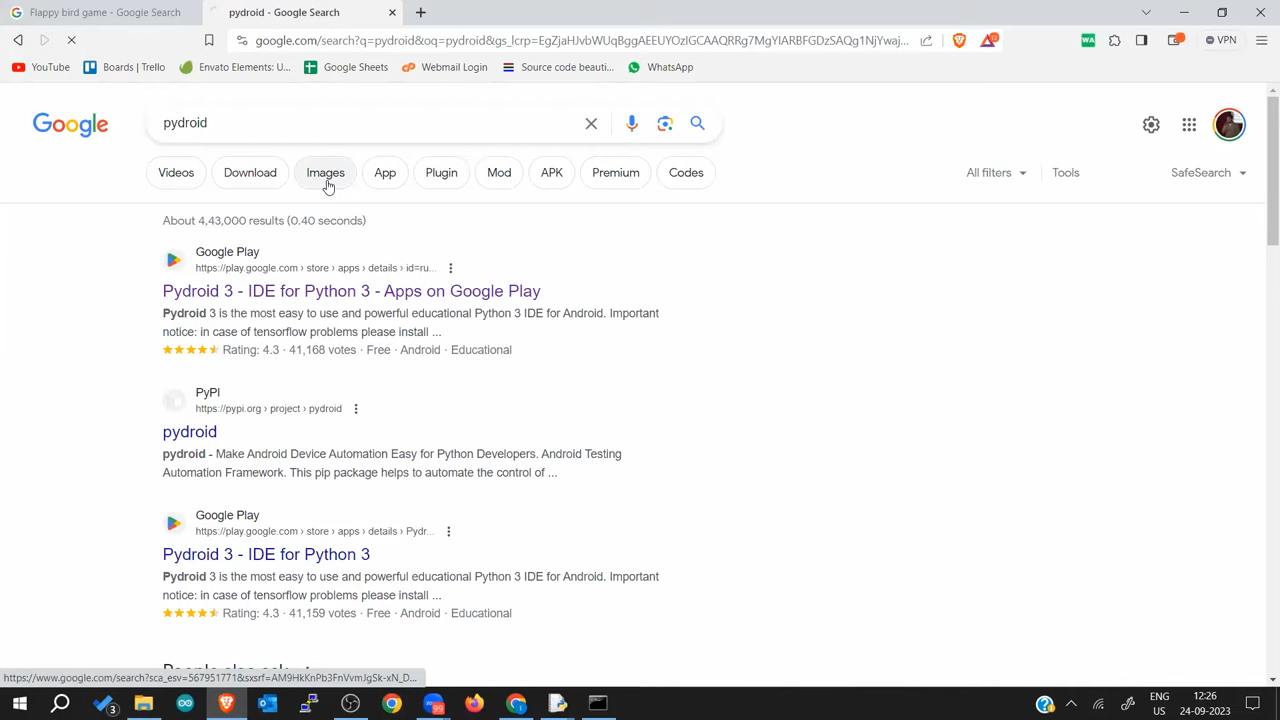 Flappy bird game - Google Search
pydroid - Google Search
google.com/search?q=pydroid&oq=pydroid&gs_lcrp=EgZjaHJvbWUqBggAEEUYOzIGCAAQRRg7MgYIARBFGDzSAQg1NjYwaj...
VPN
YouTube
Boards | Trello
Envato Elements: U...
Google Sheets
Webmail Login
Source code beauti...
WhatsApp
Google
pydroid
Videos
Download
Images
App
Plugin
Mod
APK
Premium
Codes
All filters
Tools
SafeSearch
About 4,43,000 results (0.40 seconds)
Google Play
https://play.google.com › store › apps › details › id=ru...
Pydroid 3 - IDE for Python 3 - Apps on Google Play
Pydroid 3 is the most easy to use and powerful educational Python 3 IDE for Android. Important
notice: in case of tensorflow problems please install ...
Rating: 4.3 · 41,168 votes · Free · Android · Educational
PyPI
https://pypi.org › project › pydroid
pydroid
pydroid - Make Android Device Automation Easy for Python Developers. Android Testing
Automation Framework. This pip package helps to automate the control of ...
Google Play
https://play.google.com › store › apps › details › Pydr...
Pydroid 3 - IDE for Python 3
Pydroid 3 is the most easy to use and powerful educational Python 3 IDE for Android. Important
notice: in case of tensorflow problems please install ...
Rating: 4.3 · 41,159 votes · Free · Android · Educational
People also ask
https://www.google.com/search?sca_esv=567951771&sxsrf=AM9HkKnPb3FnVvmJgSk-xN_D...
3
99
ENG
US
12:26
24-09-2023